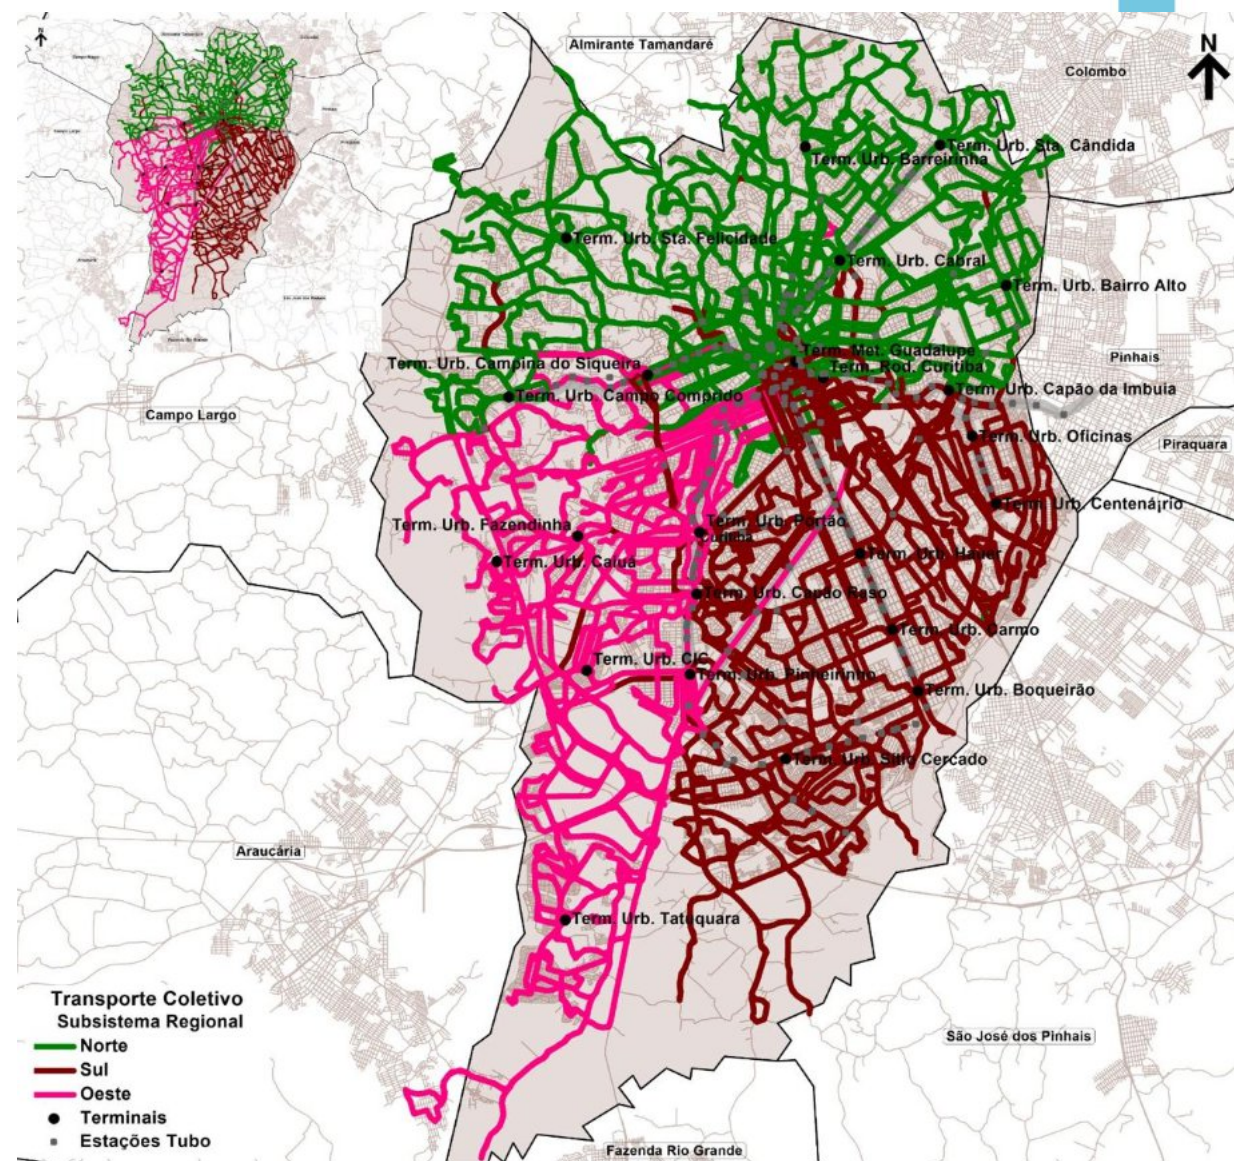 N
Almirante Tamandaré
N
Colombo
Term. Urb. Sta. Cândida
Term. Urb. Barreirinha
Term. Urb. Sta. Felicidade
Term. Urb. Cabral
Term. Urb. Bairro Alto
Term. Met. Guadalupe
Pinhais
Term. Urb. Campina do Siqueira
Term. Rod. Curitiba
Term. Urb. Capão da Imbuia
Term. Urb. Campo Comprido
Campo Largo
Term. Urb. Oficinas
Piraquara
Term. Urb. Centená¡rio
Term. Urb. Fazendinha
Term. Urb. Portão
Curitiba
Term. Urb. Hauer
Term. Urb. Caiuá
Term. Urb. Capão Raso
Term. Urb. Carmo
Term. Urb. CIC
Term. Urb. Pinheirinho
Term. Urb. Boqueirão
Term. Urb. Sitio Cercado
Araucária
Term. Urb. Tatuquara
Transporte Coletivo
Subsistema Regional
Norte
Sul
Oeste
Terminais
Estações Tubo
São José dos Pinhais
Fazenda Rio Grande